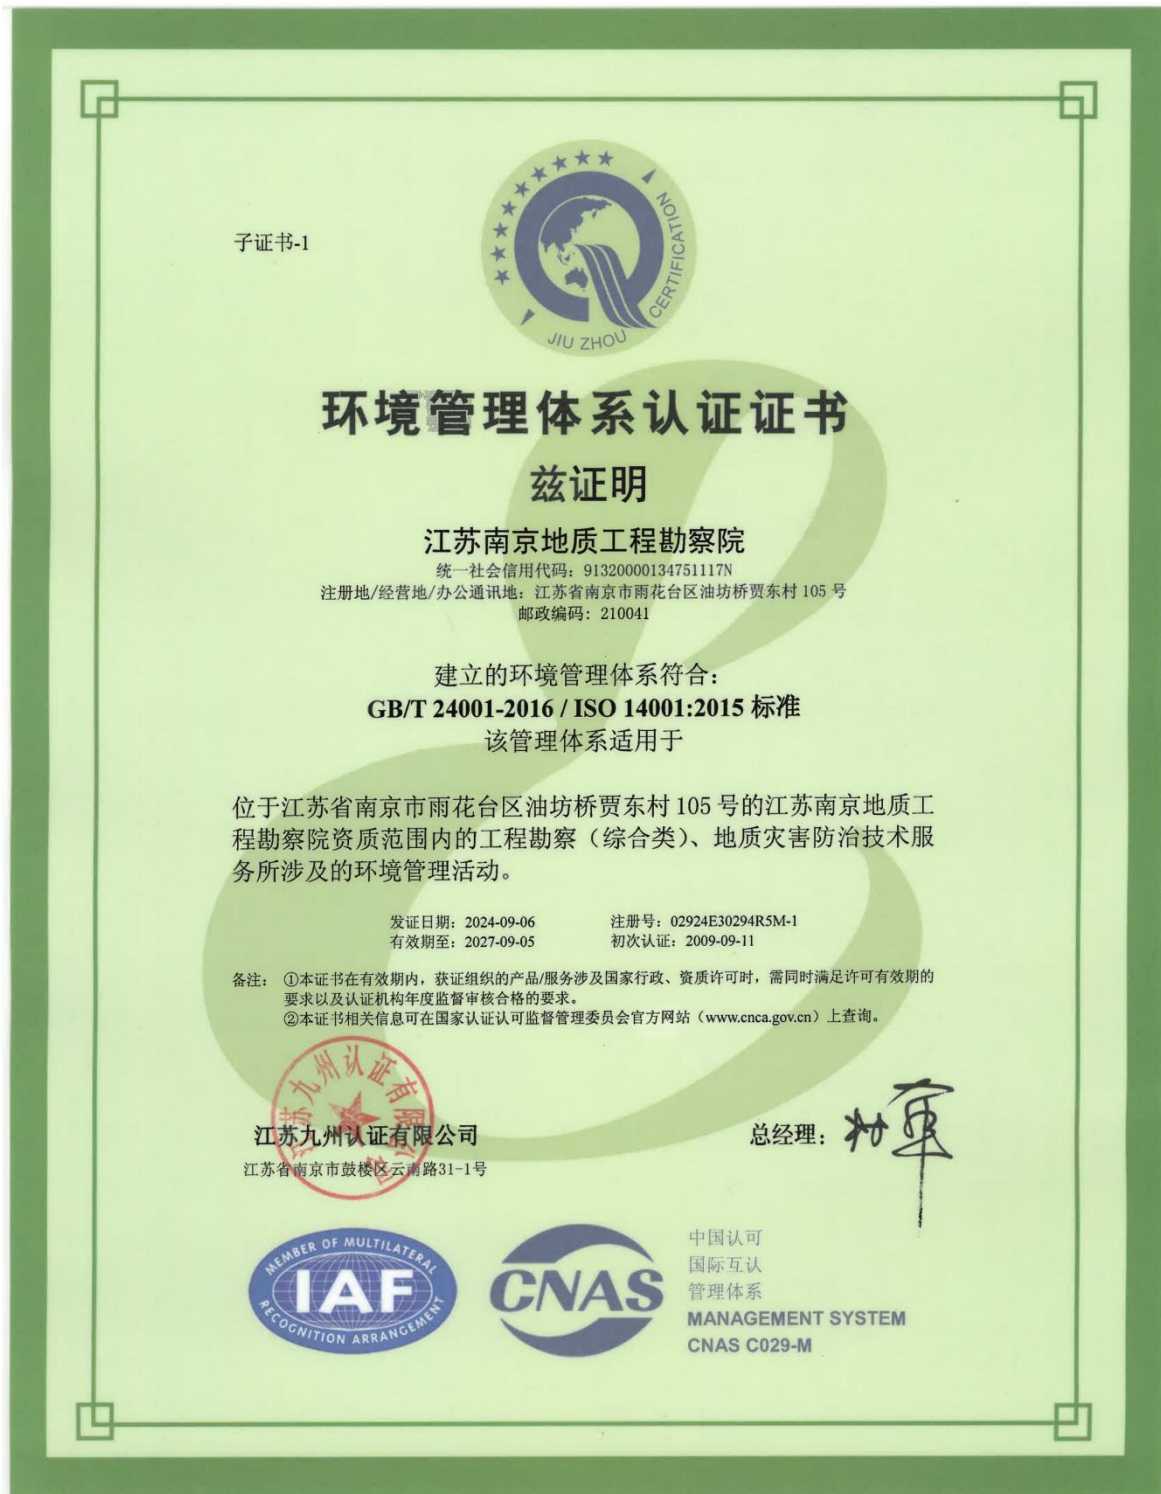 子证书-1
JIU ZHOU CERTIFICATION
环境管理体系认证证书
兹证明
江苏南京地质工程勘察院
统一社会信用代码：91320000134751117N
注册地/经营地/办公通讯地：江苏省南京市雨花台区油坊桥贾东村 105 号
邮政编码：210041
建立的环境管理体系符合：
GB/T 24001-2016 / ISO 14001:2015 标准
该管理体系适用于
位于江苏省南京市雨花台区油坊桥贾东村 105 号的江苏南京地质工
程勘察院资质范围内的工程勘察（综合类）、地质灾害防治技术服
务所涉及的环境管理活动。
发证日期：2024-09-06 注册号：02924E30294R5M-1
有效期至：2027-09-05 初次认证：2009-09-11
备注： ①本证书在有效期内，获证组织的产品/服务涉及国家行政、资质许可时，需同时满足许可有效期的
要求以及认证机构年度监督审核合格的要求。
②本证书相关信息可在国家认证认可监督管理委员会官方网站（www.cnca.gov.cn）上查询。
江苏九州认证有限公司
江苏九州认证有限公司 总经理：
江苏省南京市鼓楼区云南路31-1号
MEMBER OF MULTILATERAL
IAF
RECOGNITION ARRANGEMENT
CNAS
中国认可
国际互认
管理体系
MANAGEMENT SYSTEM
CNAS C029-M